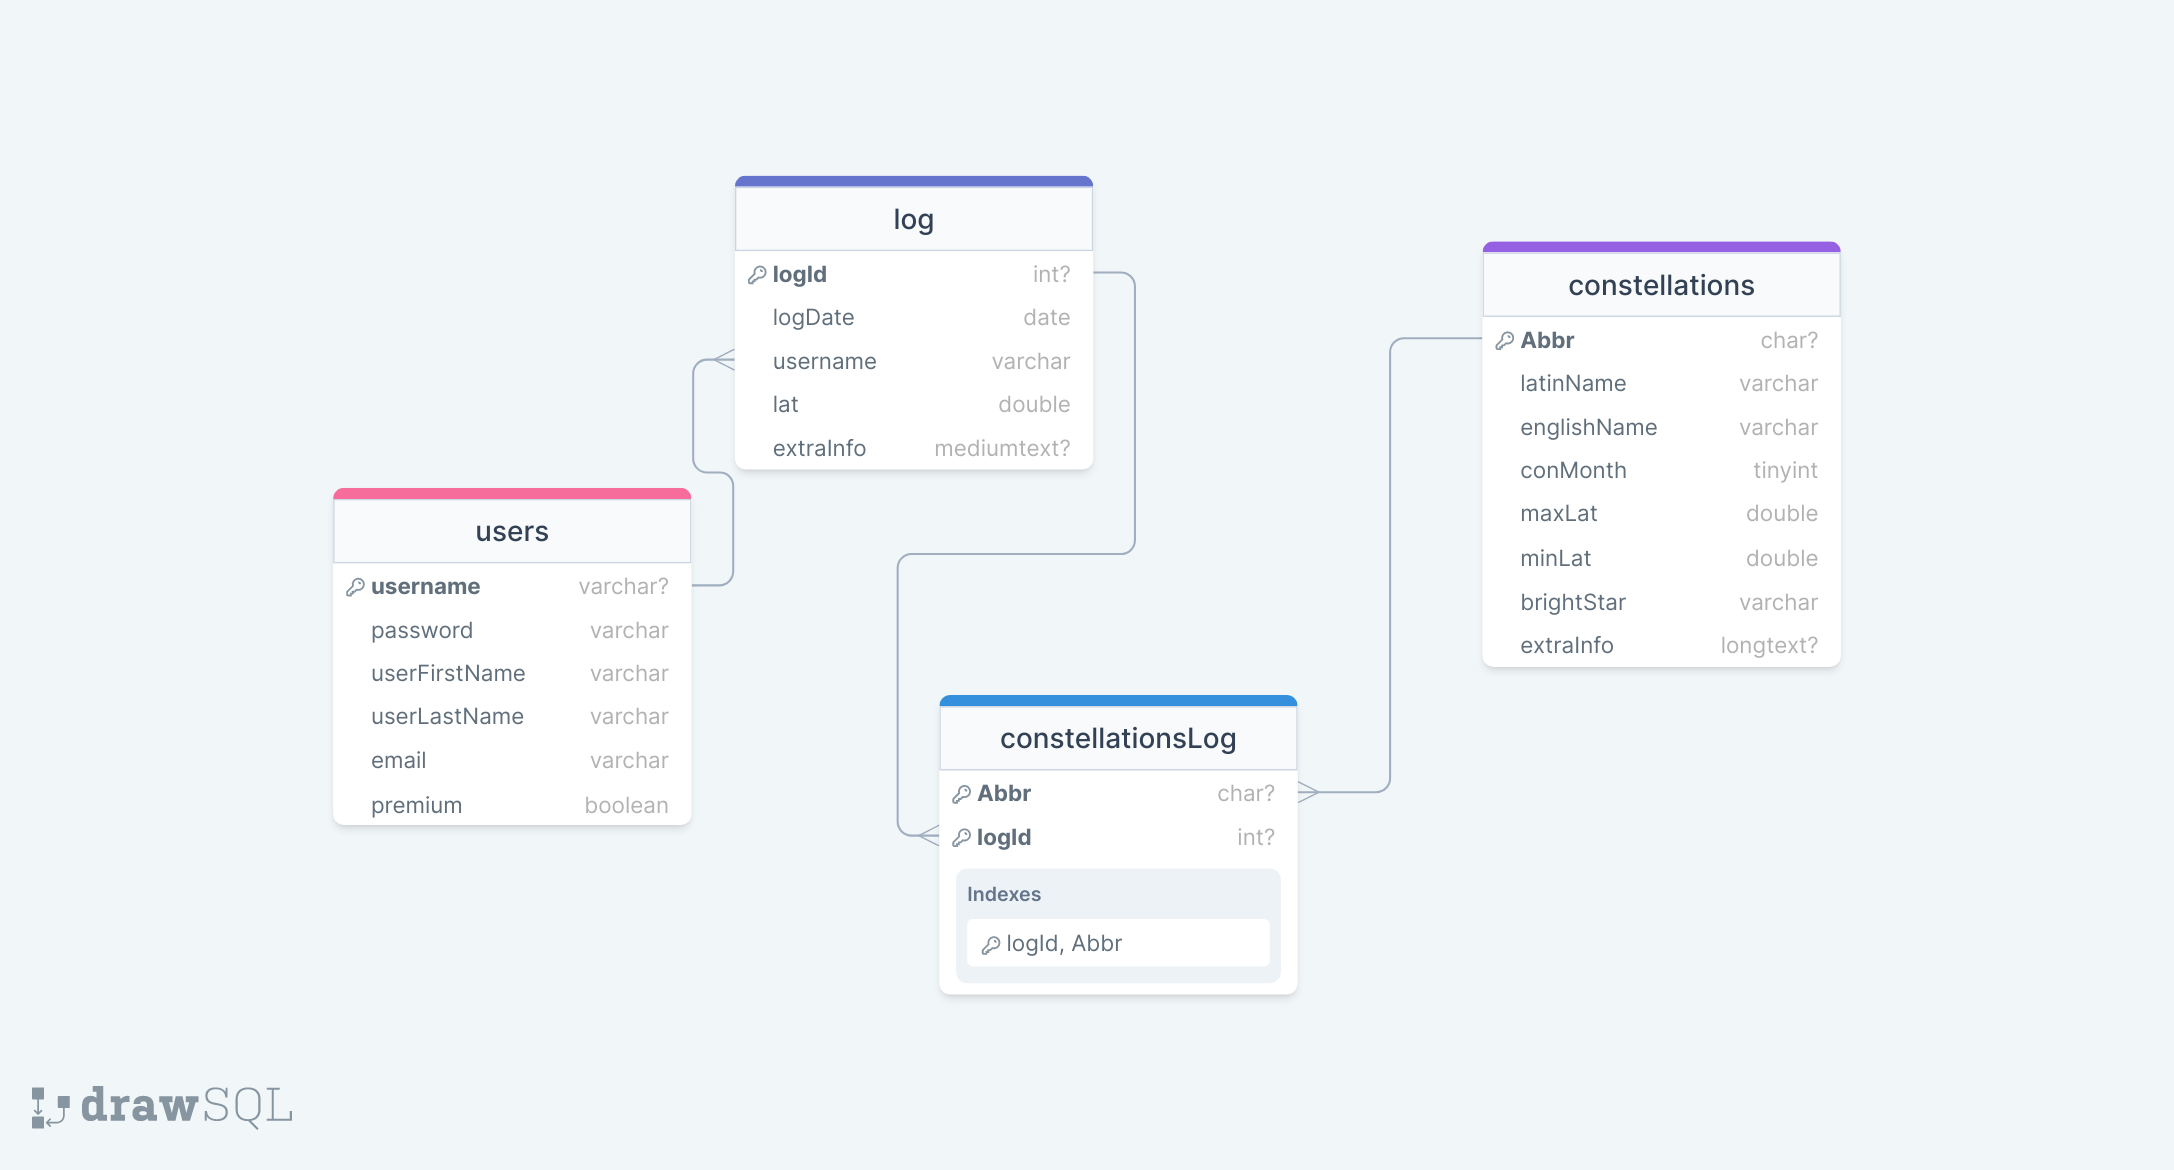 log
logId int?
logDate date
username varchar
lat double
extraInfo mediumtext?
constellations
Abbr char?
latinName varchar
englishName varchar
conMonth tinyint
maxLat double
minLat double
brightStar varchar
extraInfo longtext?
users
username varchar?
password varchar
userFirstName varchar
userLastName varchar
email varchar
premium boolean
constellationsLog
Abbr char?
logId int?
Indexes
logId, Abbr
drawSQL